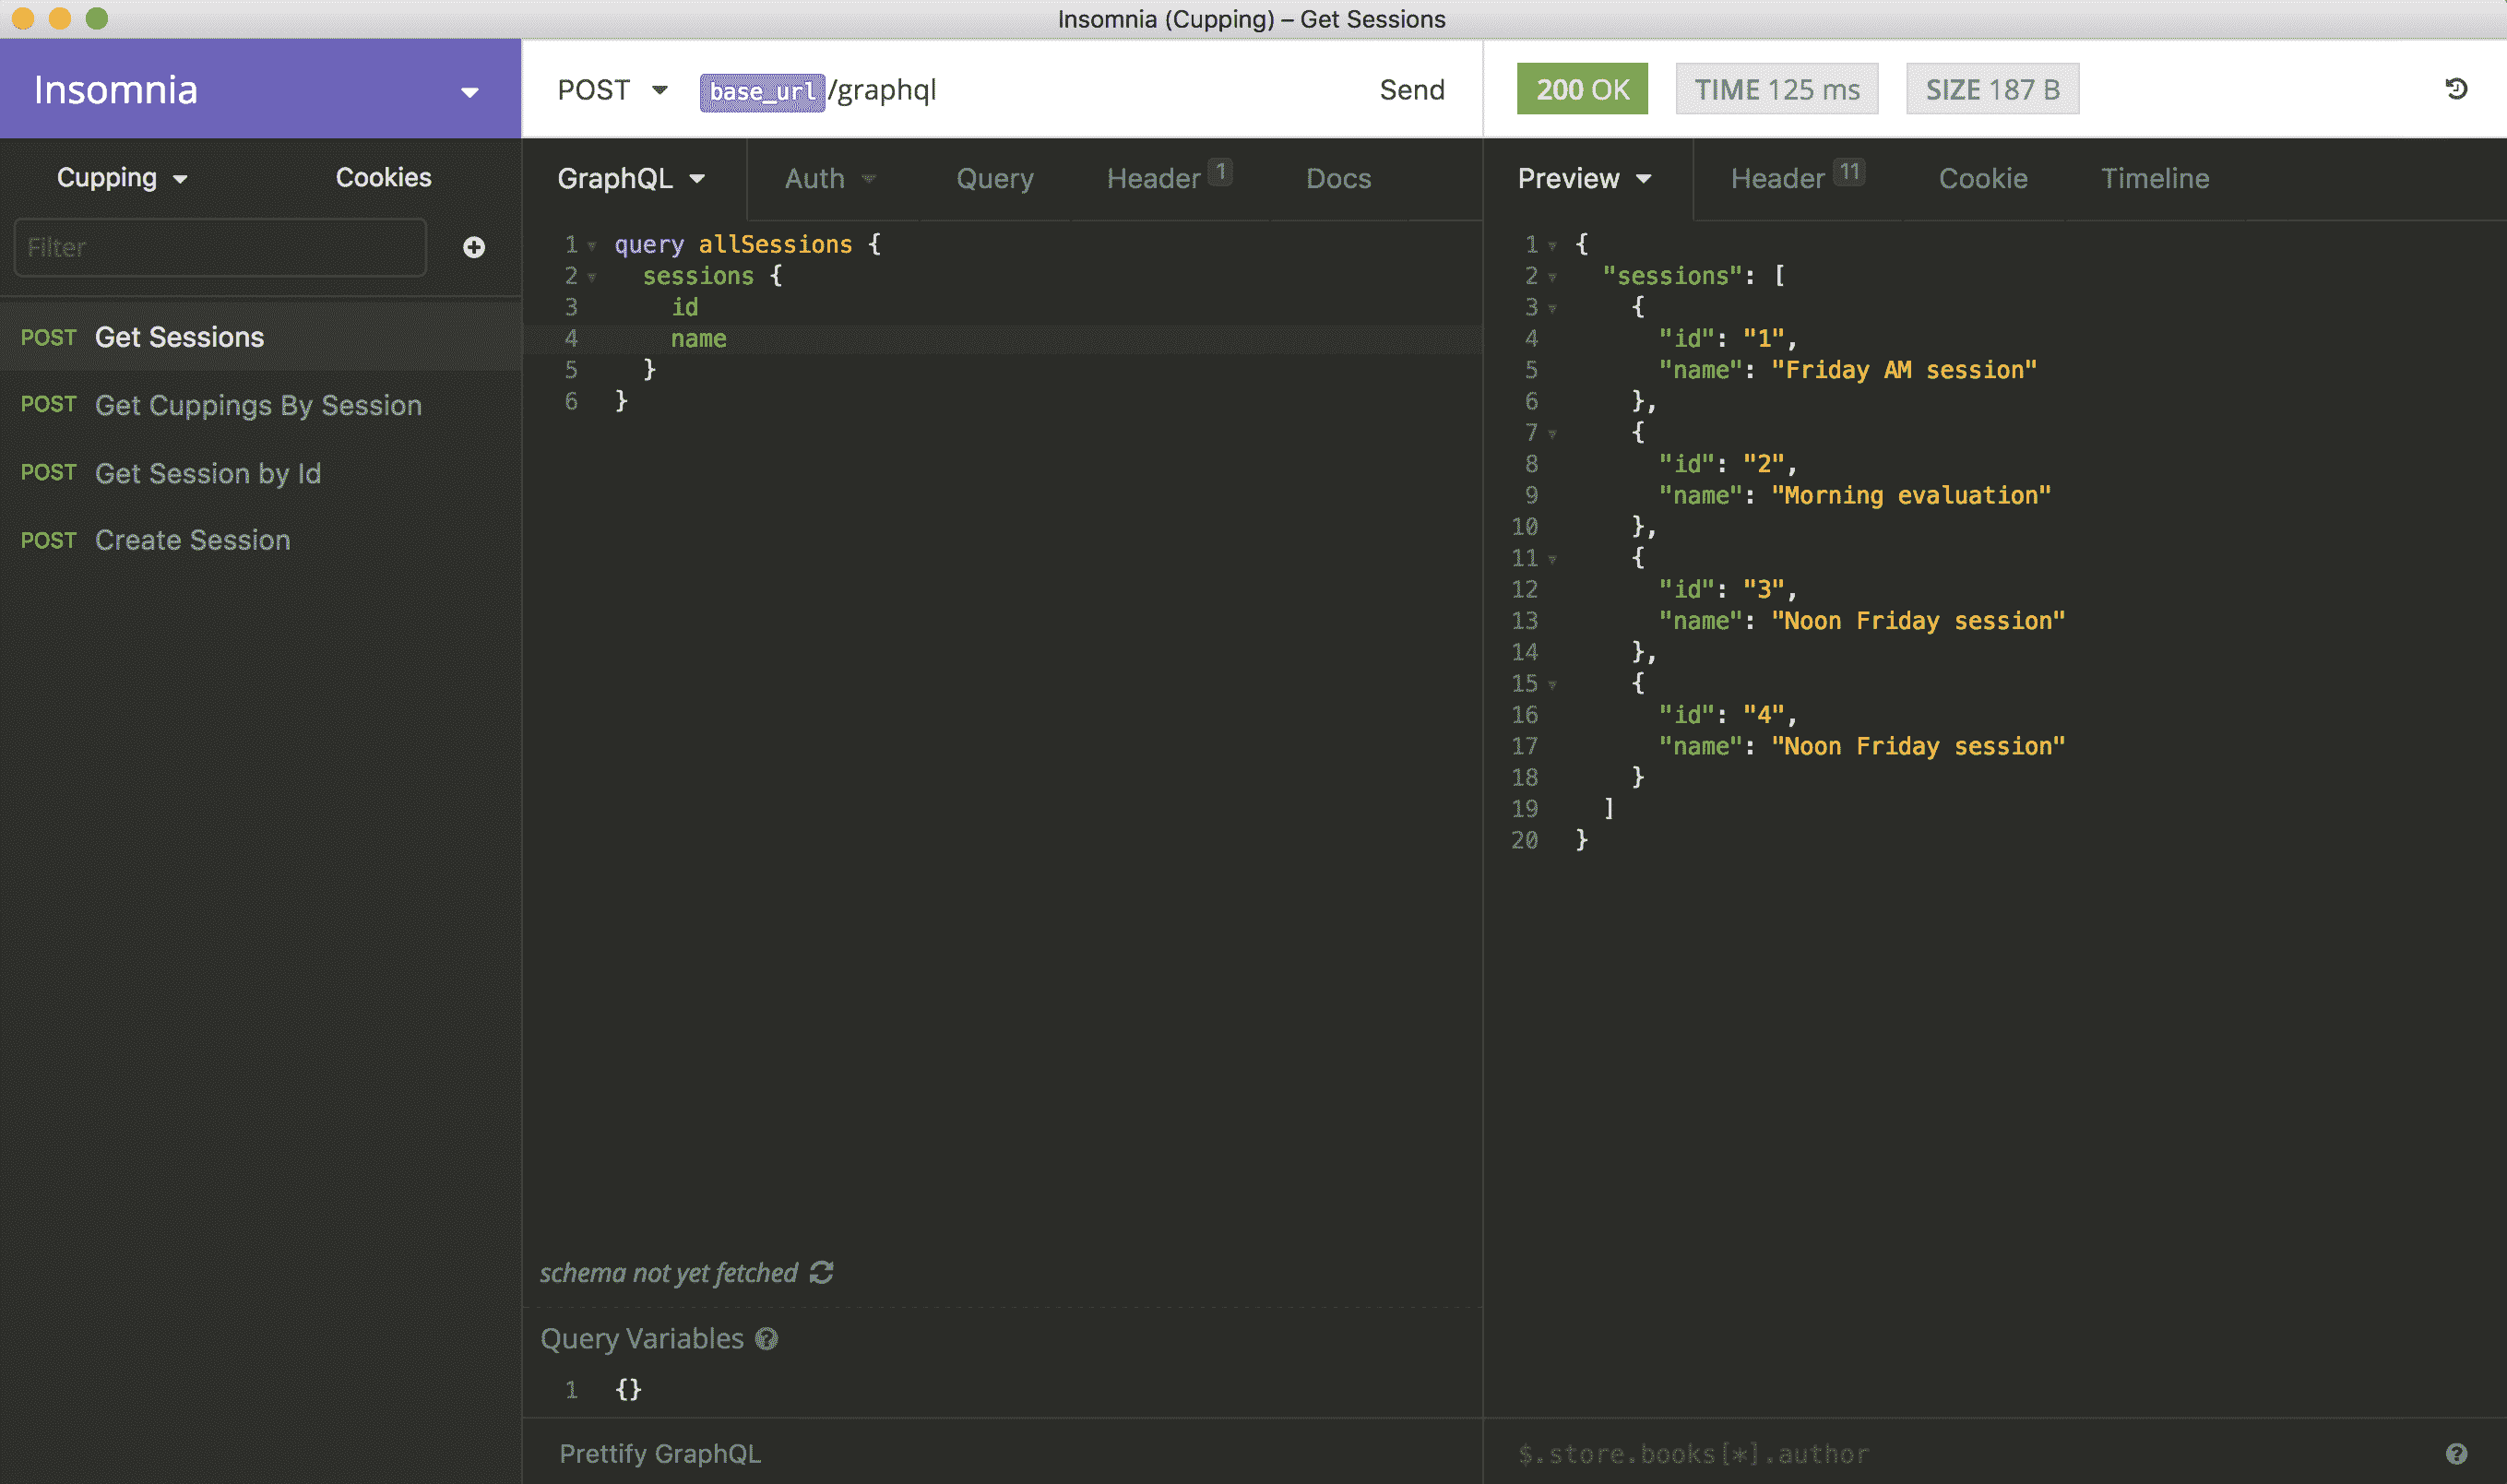 Insomnia (Cupping) – Get Sessions
Insomnia
POST base_url/graphql Send
200 OK TIME 125 ms SIZE 187 B
Cupping Cookies
Filter
POST Get Sessions
POST Get Cuppings By Session
POST Get Session by Id
POST Create Session
GraphQL Auth Query Header 1 Docs
1 query allSessions {
2 sessions {
3 id
4 name
5 }
6 }
schema not yet fetched
Query Variables
1 {}
Prettify GraphQL
Preview Header 11 Cookie Timeline
1 {
2 "sessions": [
3 {
4 "id": "1",
5 "name": "Friday AM session"
6 },
7 {
8 "id": "2",
9 "name": "Morning evaluation"
10 },
11 {
12 "id": "3",
13 "name": "Noon Friday session"
14 },
15 {
16 "id": "4",
17 "name": "Noon Friday session"
18 }
19 ]
20 }
$.store.books[*].author